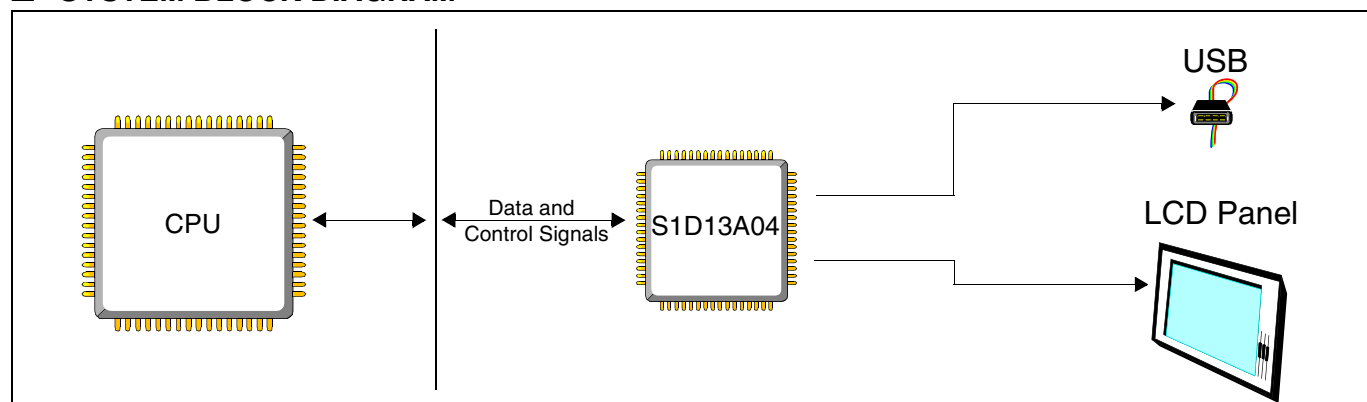 CPU
Data and
Control Signals
S1D13A04
USB
LCD Panel